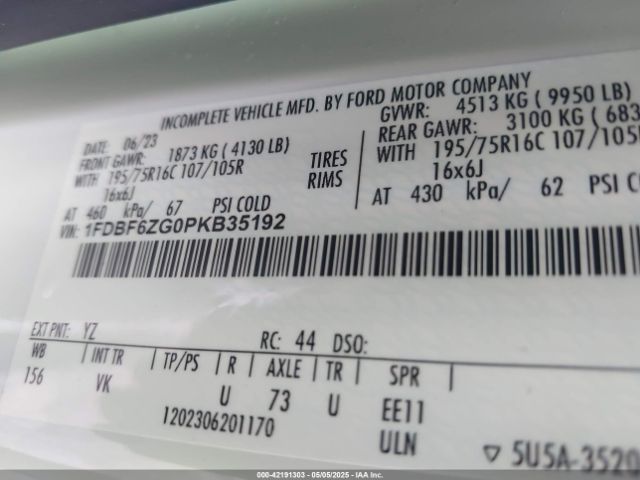 INCOMPLETE VEHICLE MFD. BY FORD MOTOR COMPANY
DATE: 06/23 GVWR: 4513 KG ( 9950 LB)
FRONT GAWR: 1873 KG ( 4130 LB) REAR GAWR: 3100 KG ( 683
WITH 195/75R16C 107/105R TIRES WITH 195/75R16C 107/105R
16x6J RIMS 16x6J
AT 460 kPa/ 67 PSI COLD AT 430 kPa/ 62 PSI COL
VIN: 1FDBF6ZG0PKB35192
EXT PNT: YZ RC: 44 DSO:
WB INT TR TP/PS R AXLE TR SPR
156 VK U 73 U EE11
1202306201170 ULN
5U5A-3520
000-42191303 - 05/05/2025 - IAA Inc.